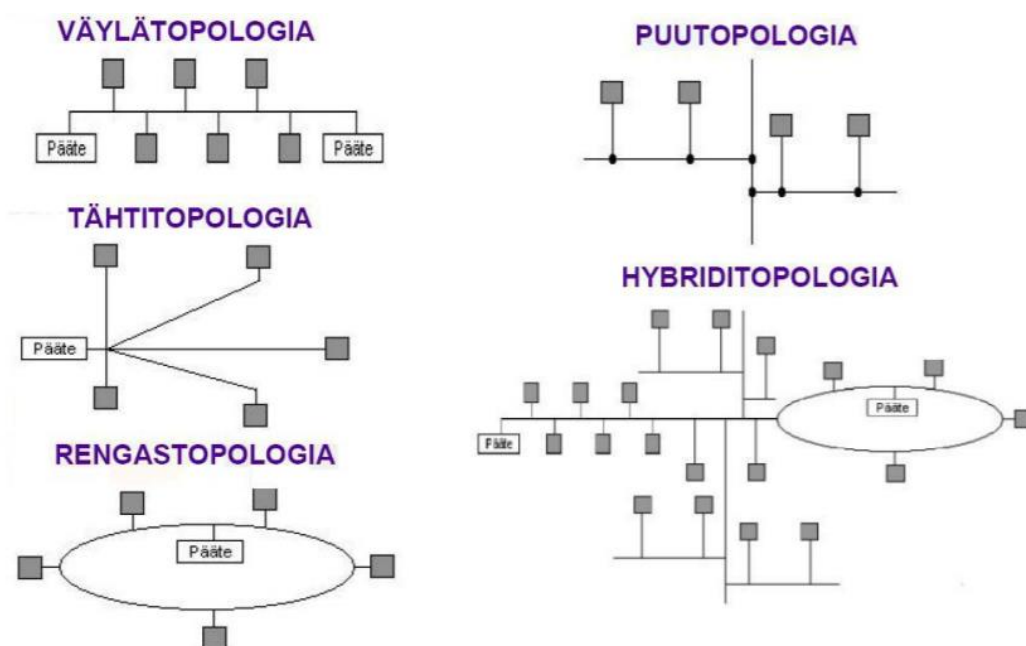 VÄYLÄTOPOLOGIA
Pääte
Pääte
TÄHTITOPOLOGIA
Pääte
RENGASTOPOLOGIA
Pääte
PUUTOPOLOGIA
HYBRIDITOPOLOGIA
Pääte
Pääte